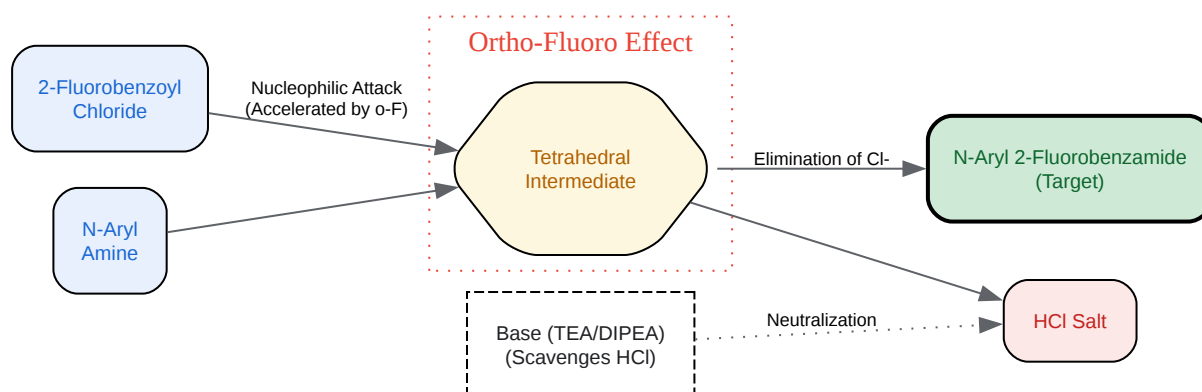 Ortho-Fluoro Effect
2-Fluorobenzoyl
Chloride
Nucleophilic Attack
(Accelerated by o-F)
N-Aryl
Amine
Tetrahedral
Intermediate
Elimination of Cl-
N-Aryl 2-Fluorobenzamide
(Target)
Base (TEA/DIPEA)
(Scavenges HCl)
Neutralization
HCl Salt